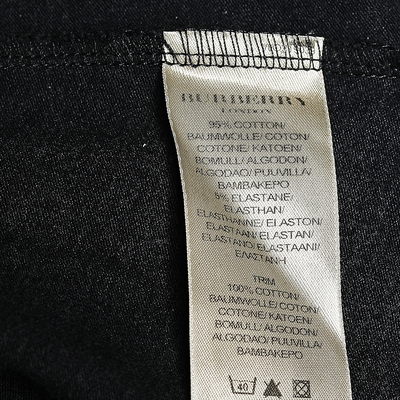 BURBERRY
LONDON
95% COTTON/
BAUMWOLLE/ COTON/
COTONE/ KATOEN/
BOMULL/ ALGODON/
ALGODAO/ PUUVILLA/
BAMBAKEPO
5% ELASTANE/
ELASTHAN/
ELASTHANNE/ ELASTON/
ELASTAAN/ ELASTAN/
ELASTANO/ ELASTAANI/
ΕΛΑΣΤΑΝΗ
TRIM
100% COTTON/
BAUMWOLLE/ COTON/
COTONE/ KATOEN/
BOMULL/ ALGODON/
ALGODAO/ PUUVILLA/
BAMBAKEPO
40